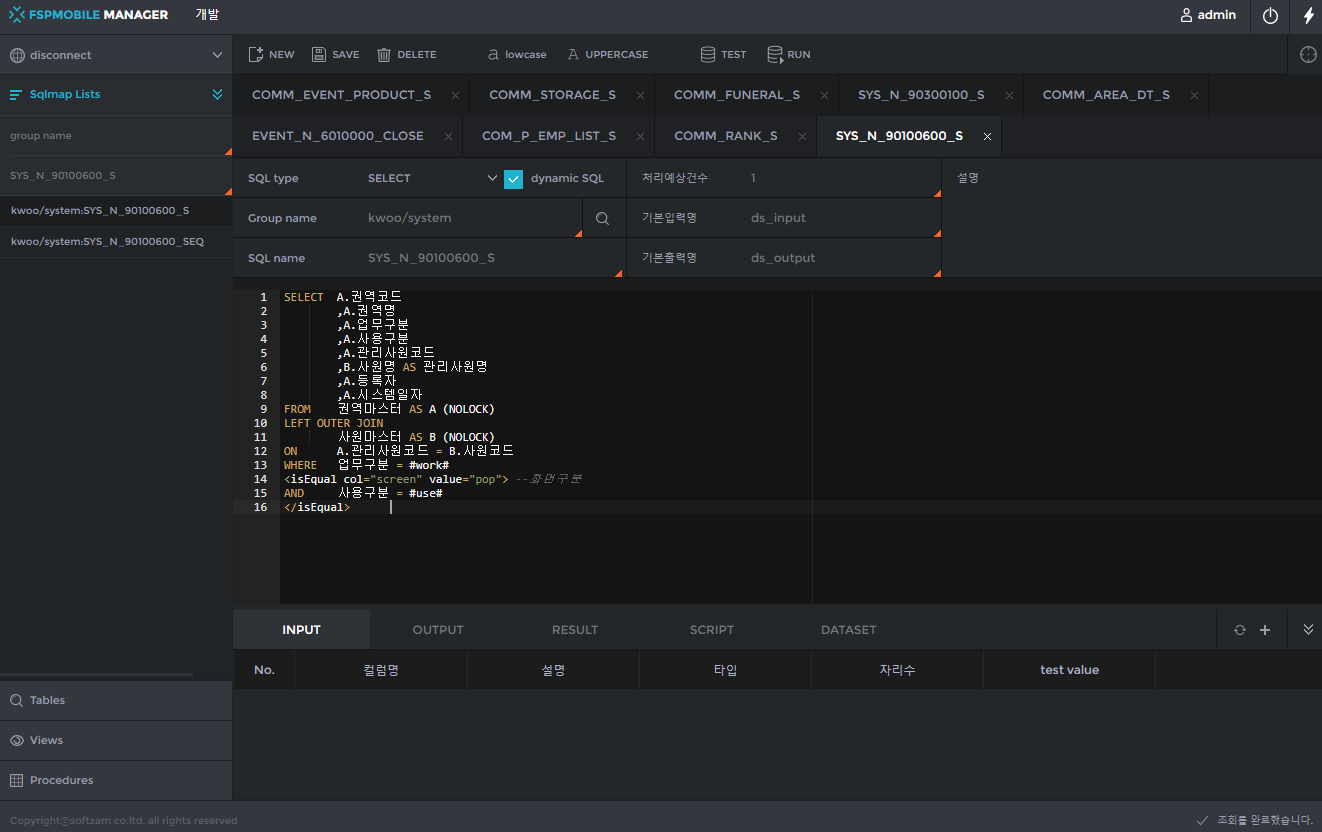 FSPMOBILE MANAGER 개발 admin
disconnect NEW SAVE DELETE lowcase UPPERCASE TEST RUN
Sqlmap Lists
group name
SYS_N_90100600_S
kwoo/system:SYS_N_90100600_S
kwoo/system:SYS_N_90100600_SEQ
COMM_EVENT_PRODUCT_S COMM_STORAGE_S COMM_FUNERAL_S SYS_N_90300100_S COMM_AREA_DT_S
EVENT_N_6010000_CLOSE COM_P_EMP_LIST_S COMM_RANK_S SYS_N_90100600_S
SQL type SELECT dynamic SQL 처리예상건수 1 설명
Group name kwoo/system 기본입력명 ds_input
SQL name SYS_N_90100600_S 기본출력명 ds_output
1 SELECT A.권역코드
2 ,A.권역명
3 ,A.업무구분
4 ,A.사용구분
5 ,A.관리사원코드
6 ,B.사원명 AS 관리사원명
7 ,A.등록자
8 ,A.시스템일자
9 FROM 권역마스터 AS A (NOLOCK)
10 LEFT OUTER JOIN
11 사원마스터 AS B (NOLOCK)
12 ON A.관리사원코드 = B.사원코드
13 WHERE 업무구분 = #work#
14 <isEqual col="screen" value="pop"> --화면구분
15 AND 사용구분 = #use#
16 </isEqual>
INPUT OUTPUT RESULT SCRIPT DATASET
No. 컬럼명 설명 타입 자리수 test value
Tables
Views
Procedures
Copyright©softzam co.ltd. all rights reserved 조회를 완료했습니다.